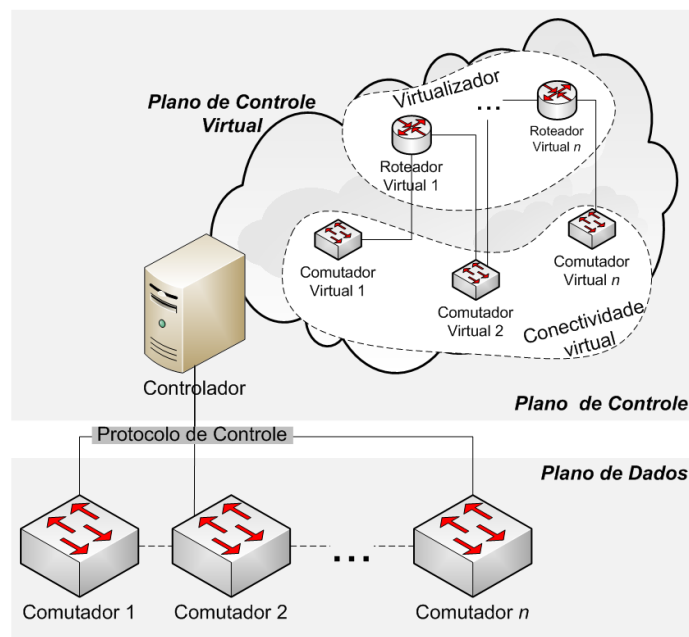 Plano de Controle
Virtual
Virtualizador
...
Roteador
Virtual n
Roteador
Virtual 1
Comutador
Virtual 1
Comutador
Virtual 2
Comutador
Virtual n
Conectividade
virtual
Controlador
Plano de Controle
Protocolo de Controle
Plano de Dados
...
Comutador 1
Comutador 2
Comutador n